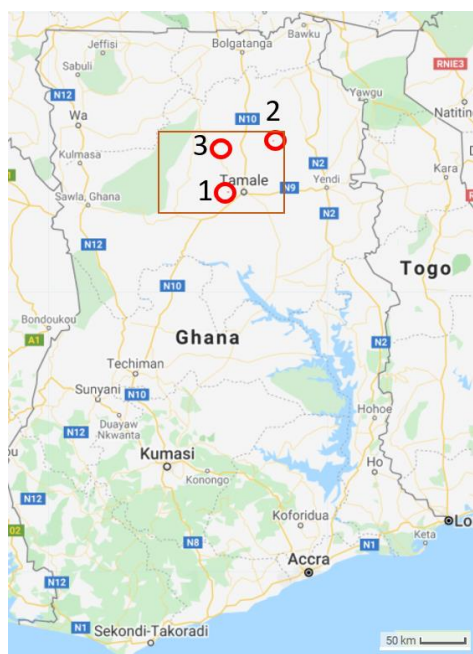 Bawku
Jeffisi
Bolgatanga
RNIE3
Sabuli
N12
Yawgu
Natitin
Wa
N10
2
3
Kulmasa
N2
1
Tamale
N9
Yendi
Sawla, Ghana
N2
N12
Togo
N10
Bondoukou
Ghana
A1
N2
Techiman
Sunyani
N10
Hohoe
Duayaw
Nkwanta
N12
Kumasi
Ho
Konongo
N12
Koforidua
Lo
N8
N1
Keta
Accra
N12
N1
Sekondi-Takoradi
50 km